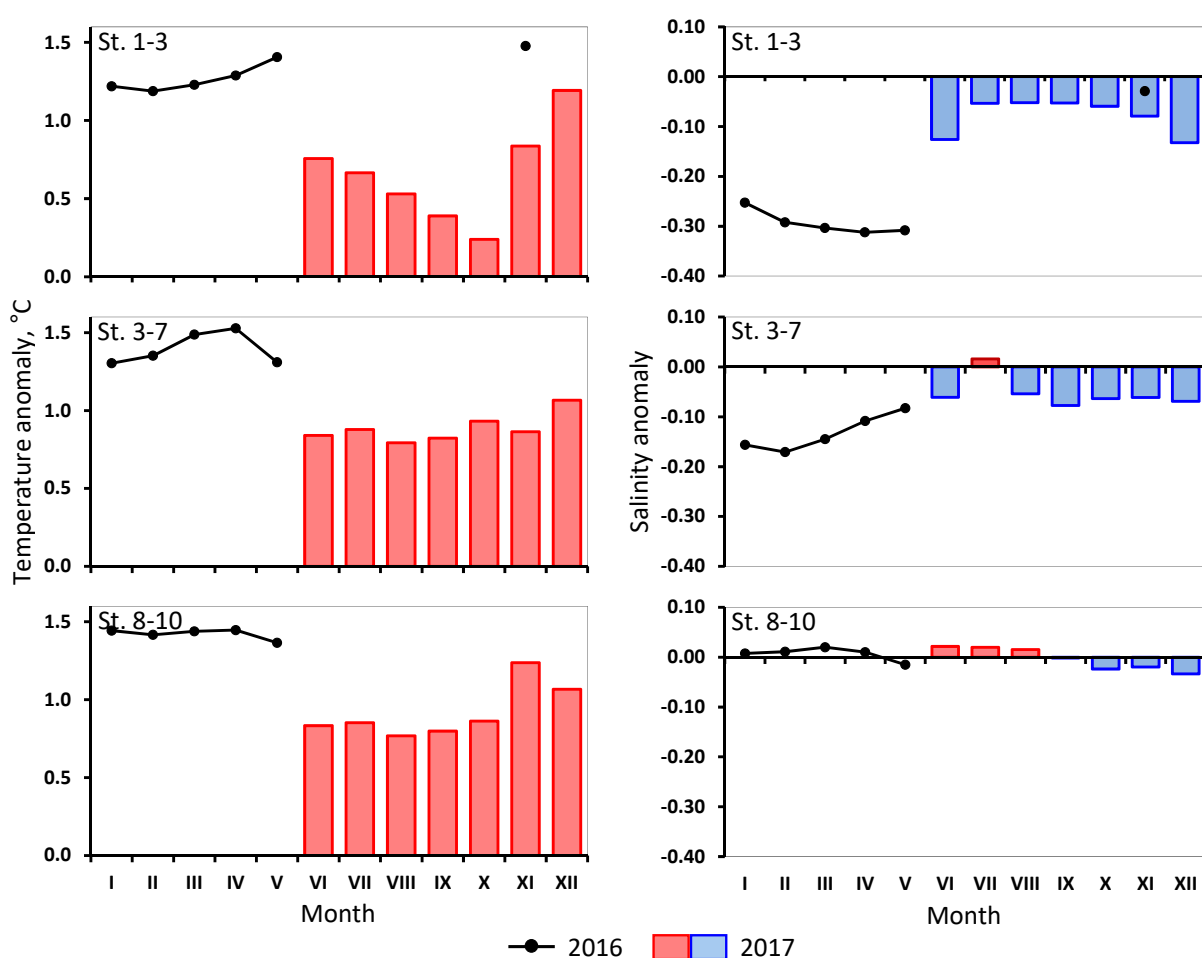 St. 1-3
1.5
1.0
0.5
0.0
St. 3-7
1.5
1.0
0.5
0.0
St. 8-10
1.5
1.0
0.5
0.0
Temperature anomaly, °C
I II III IV V VI VII VIII IX X XI XII
Month
St. 1-3
0.10
0.00
-0.10
-0.20
-0.30
-0.40
St. 3-7
0.10
0.00
-0.10
-0.20
-0.30
-0.40
St. 8-10
0.10
0.00
-0.10
-0.20
-0.30
-0.40
Salinity anomaly
I II III IV V VI VII VIII IX X XI XII
Month
2016 2017